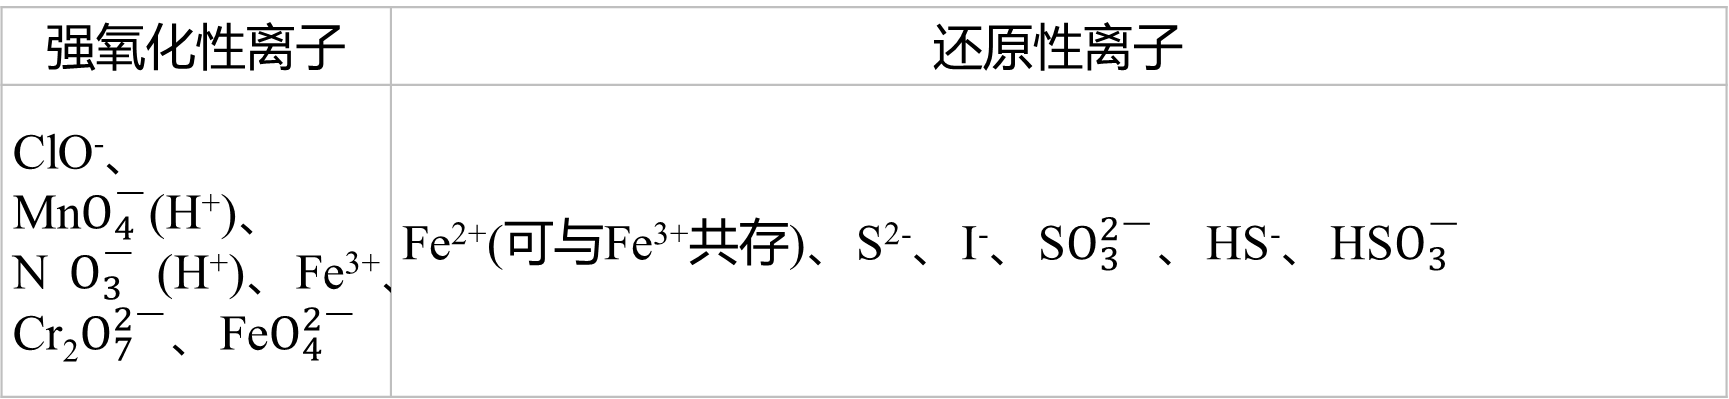 强氧化性离子
还原性离子
ClO⁻、
MnO₄⁻(H⁺)、
N O₃⁻ (H⁺)、Fe³⁺、
Cr₂O₇²⁻、FeO₄²⁻
Fe²⁺(可与Fe³⁺共存)、S²⁻、I⁻、SO₃²⁻、HS⁻、HSO₃⁻